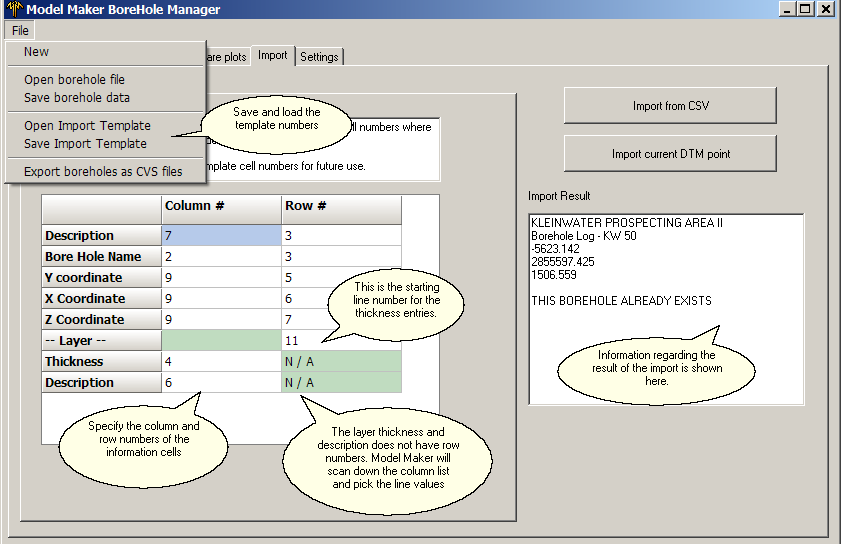 Model Maker BoreHole Manager
File
New
Open borehole file
Save borehole data
Open Import Template
Save Import Template
Export boreholes as CVS files
are plots
Import
Settings
Save and load the
template numbers
ll numbers where
mplate cell numbers for future use.
Column # Row #
Description 7 3
Bore Hole Name 2 3
Y coordinate 9 5
X Coordinate 9 6
Z Coordinate 9 7
-- Layer -- 11
Thickness 4 N / A
Description 6 N / A
This is the starting
line number for the
thickness entries.
Specify the column and
row numbers of the
information cells
The layer thickness and
description does not have row
numbers. Model Maker will
scan down the column list
and pick the line values
Import from CSV
Import current DTM point
Import Result
KLEINWATER PROSPECTING AREA II
Borehole Log - KW 50
-5623.142
2855597.425
1506.559
THIS BOREHOLE ALREADY EXISTS
Information regarding the
result of the import is shown
here.